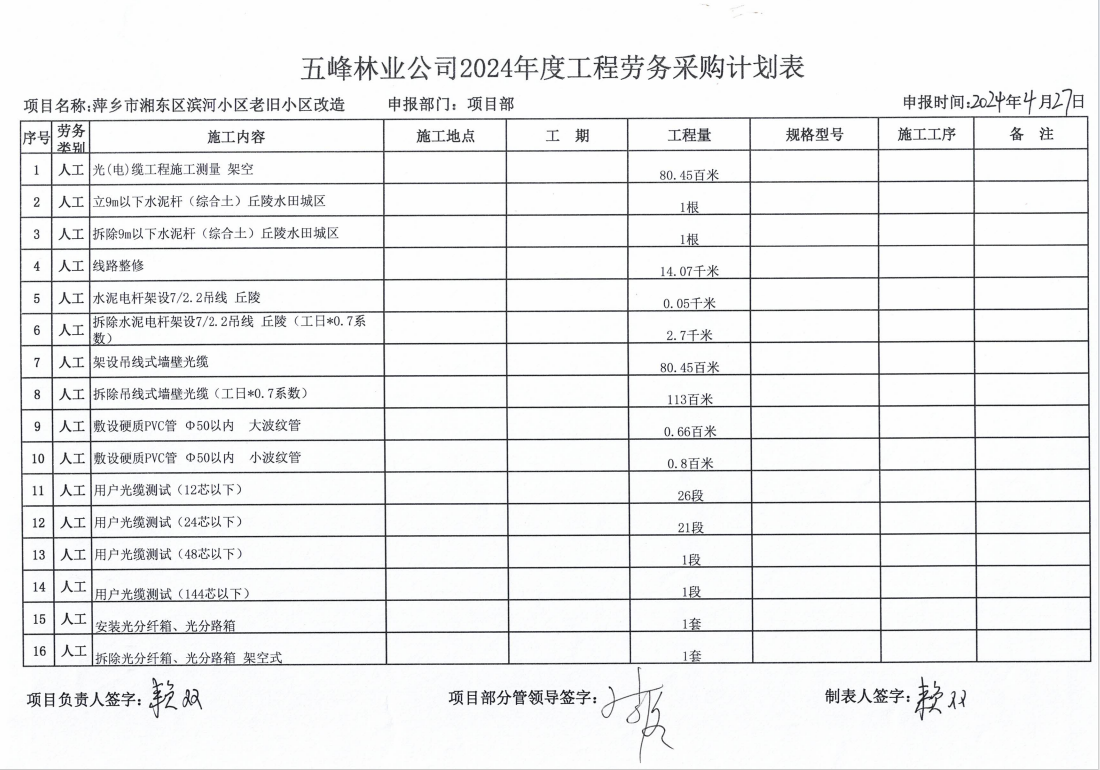 五峰林业公司2024年度工程劳务采购计划表
项目名称:萍乡市湘东区滨河小区老旧小区改造 申报部门：项目部 申报时间:2024年4月27日
序号 劳务类别 施工内容 施工地点 工 期 工程量 规格型号 施工工序 备 注
1 人工 光(电)缆工程施工测量 架空 80.45百米
2 人工 立9m以下水泥杆（综合土）丘陵水田城区 1根
3 人工 拆除9m以下水泥杆（综合土）丘陵水田城区 1根
4 人工 线路整修 14.07千米
5 人工 水泥电杆架设7/2.2吊线 丘陵 0.05千米
6 人工 拆除水泥电杆架设7/2.2吊线 丘陵（工日*0.7系数） 2.7千米
7 人工 架设吊线式墙壁光缆 80.45百米
8 人工 拆除吊线式墙壁光缆（工日*0.7系数） 113百米
9 人工 敷设硬质PVC管 Φ50以内 大波纹管 0.66百米
10 人工 敷设硬质PVC管 Φ50以内 小波纹管 0.8百米
11 人工 用户光缆测试（12芯以下） 26段
12 人工 用户光缆测试（24芯以下） 21段
13 人工 用户光缆测试（48芯以下） 1段
14 人工 用户光缆测试（144芯以下） 1段
15 人工 安装光分纤箱、光分路箱 1套
16 人工 拆除光分纤箱、光分路箱 架空式 1套
项目负责人签字：赖双 项目部分管领导签字： 制表人签字：赖双